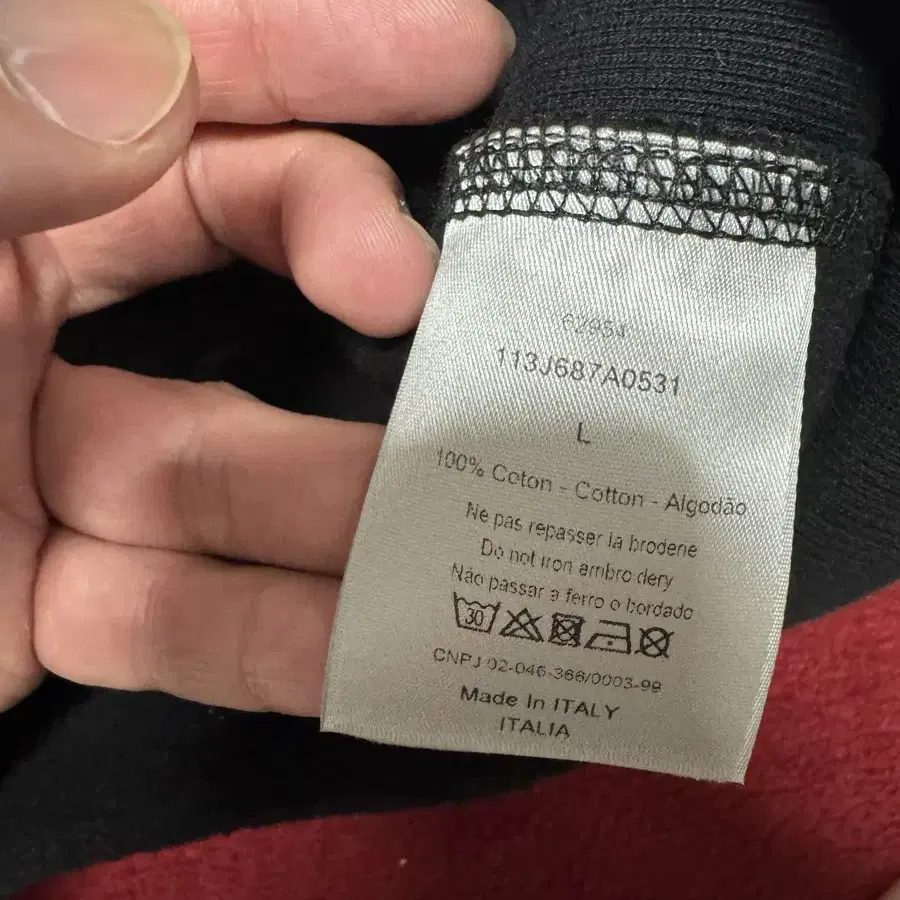 62954
113J687A0531
L
100% Coton - Cotton - Algodão
Ne pas repasser la broderie
Do not iron ambro dery
Não passar a ferro o bordado
30
CNPJ 02-046-366/0003-99
Made In ITALY
ITALIA